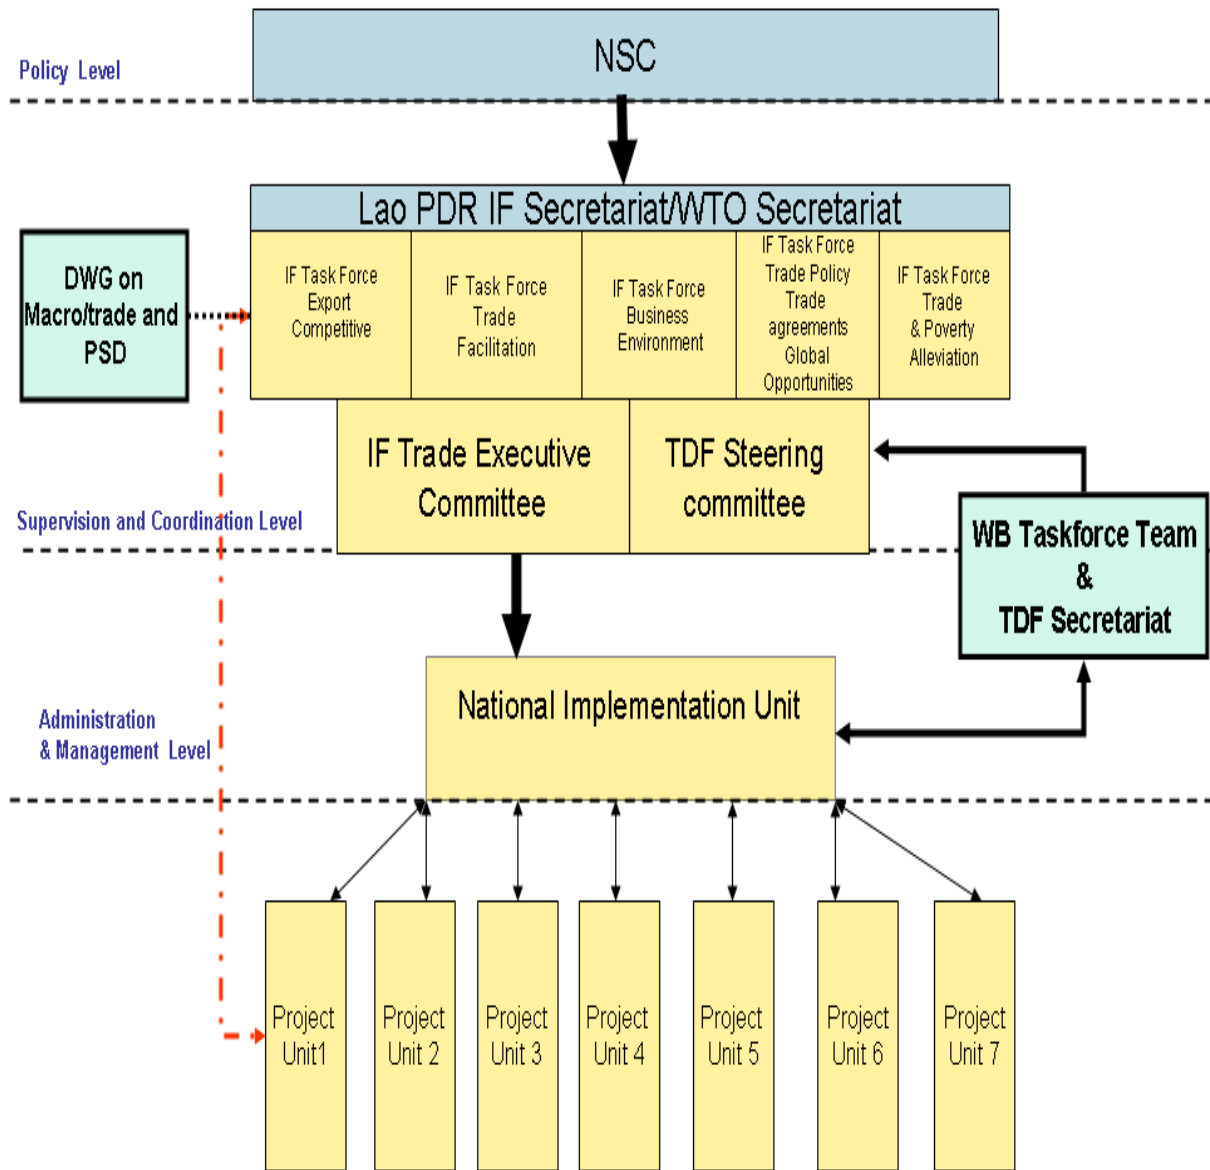 NSC
Policy Level
Lao PDR IF Secretariat/WTO Secretariat
DWG on
Macro/trade and
PSD
IF Task Force
Export
Competitive
IF Task Force
Trade
Facilitation
IF Task Force
Business
Environment
IF Task Force
Trade Policy
Trade
agreements
Global
Opportunities
IF Task Force
Trade
& Poverty
Alleviation
IF Trade Executive
Committee
TDF Steering
committee
Supervision and Coordination Level
WB Taskforce Team
&
TDF Secretariat
National Implementation Unit
Administration
& Management Level
Project
Unit1
Project
Unit 2
Project
Unit 3
Project
Unit 4
Project
Unit 5
Project
Unit 6
Project
Unit 7